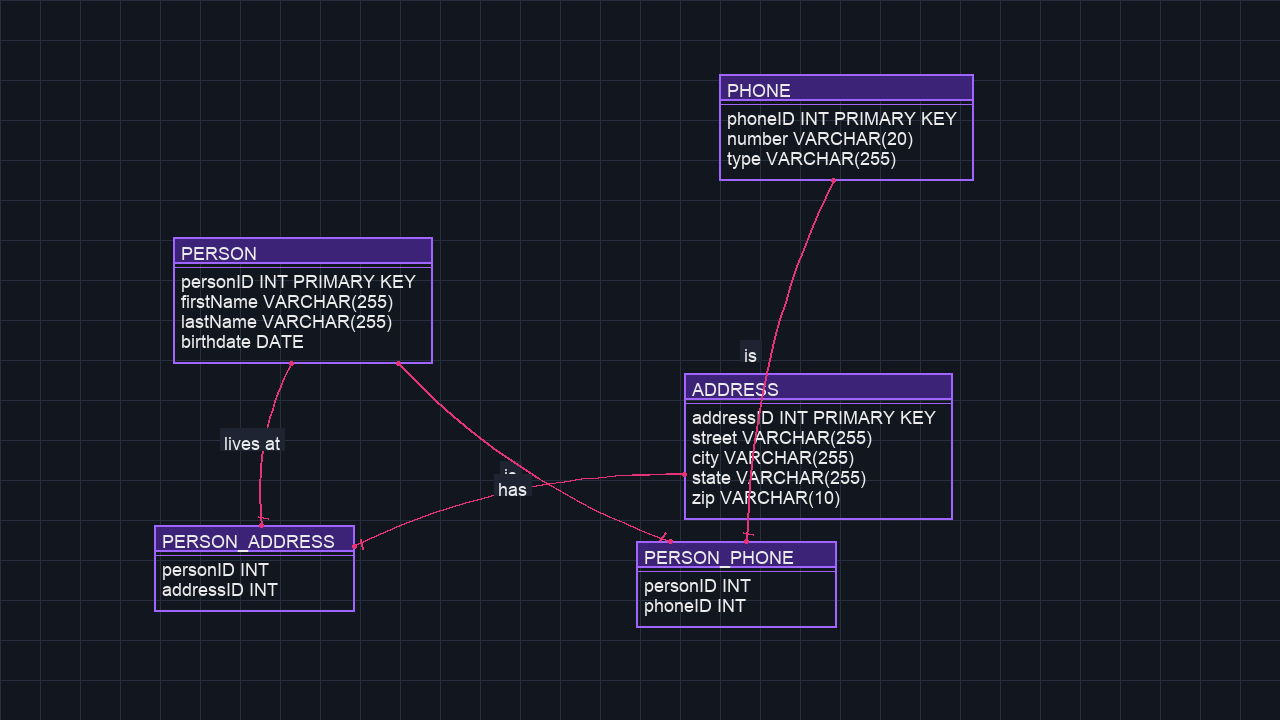 PHONE
phoneID INT PRIMARY KEY
number VARCHAR(20)
type VARCHAR(255)
PERSON
personID INT PRIMARY KEY
firstName VARCHAR(255)
lastName VARCHAR(255)
birthdate DATE
is
ADDRESS
addressID INT PRIMARY KEY
street VARCHAR(255)
city VARCHAR(255)
state VARCHAR(255)
zip VARCHAR(10)
lives at
has
PERSON_ADDRESS
personID INT
addressID INT
PERSON_PHONE
personID INT
phoneID INT